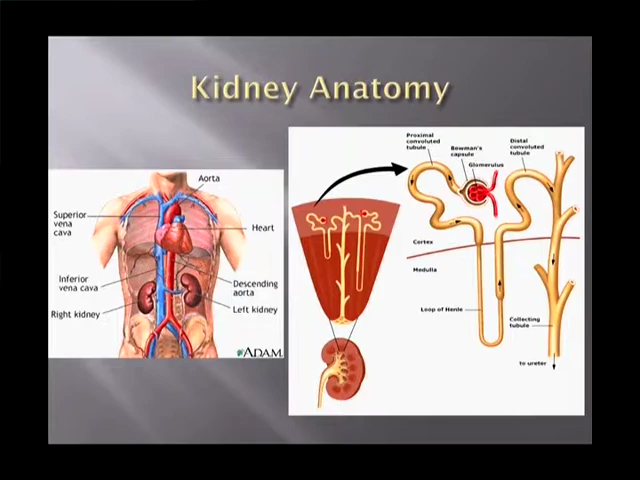 Kidney Anatomy
Aorta
Superior
vena
cava
Heart
Inferior
vena cava
Descending
aorta
Right kidney
Left kidney
ADAM.
Proximal
convoluted
tubule
Bowman's
capsule
Glomerulus
Distal
convoluted
tubule
Cortex
Medulla
Loop of Henle
Collecting
tubule
to ureter